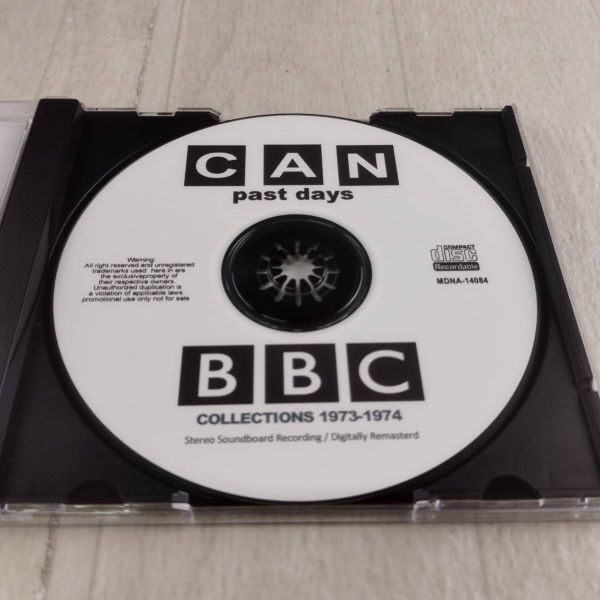 CAN
past days
Warning:
All right reserved and unregistered
trademarks used here in are
the exclusiveproperty of
their respective owners.
Unauthorized duplication is
a violation of applicable laws.
promotional use only not for sale
COMPACT
disc
Recordable
MDNA-14084
BBC
COLLECTIONS 1973-1974
Stereo Soundboard Recording / Digitally Remasterd